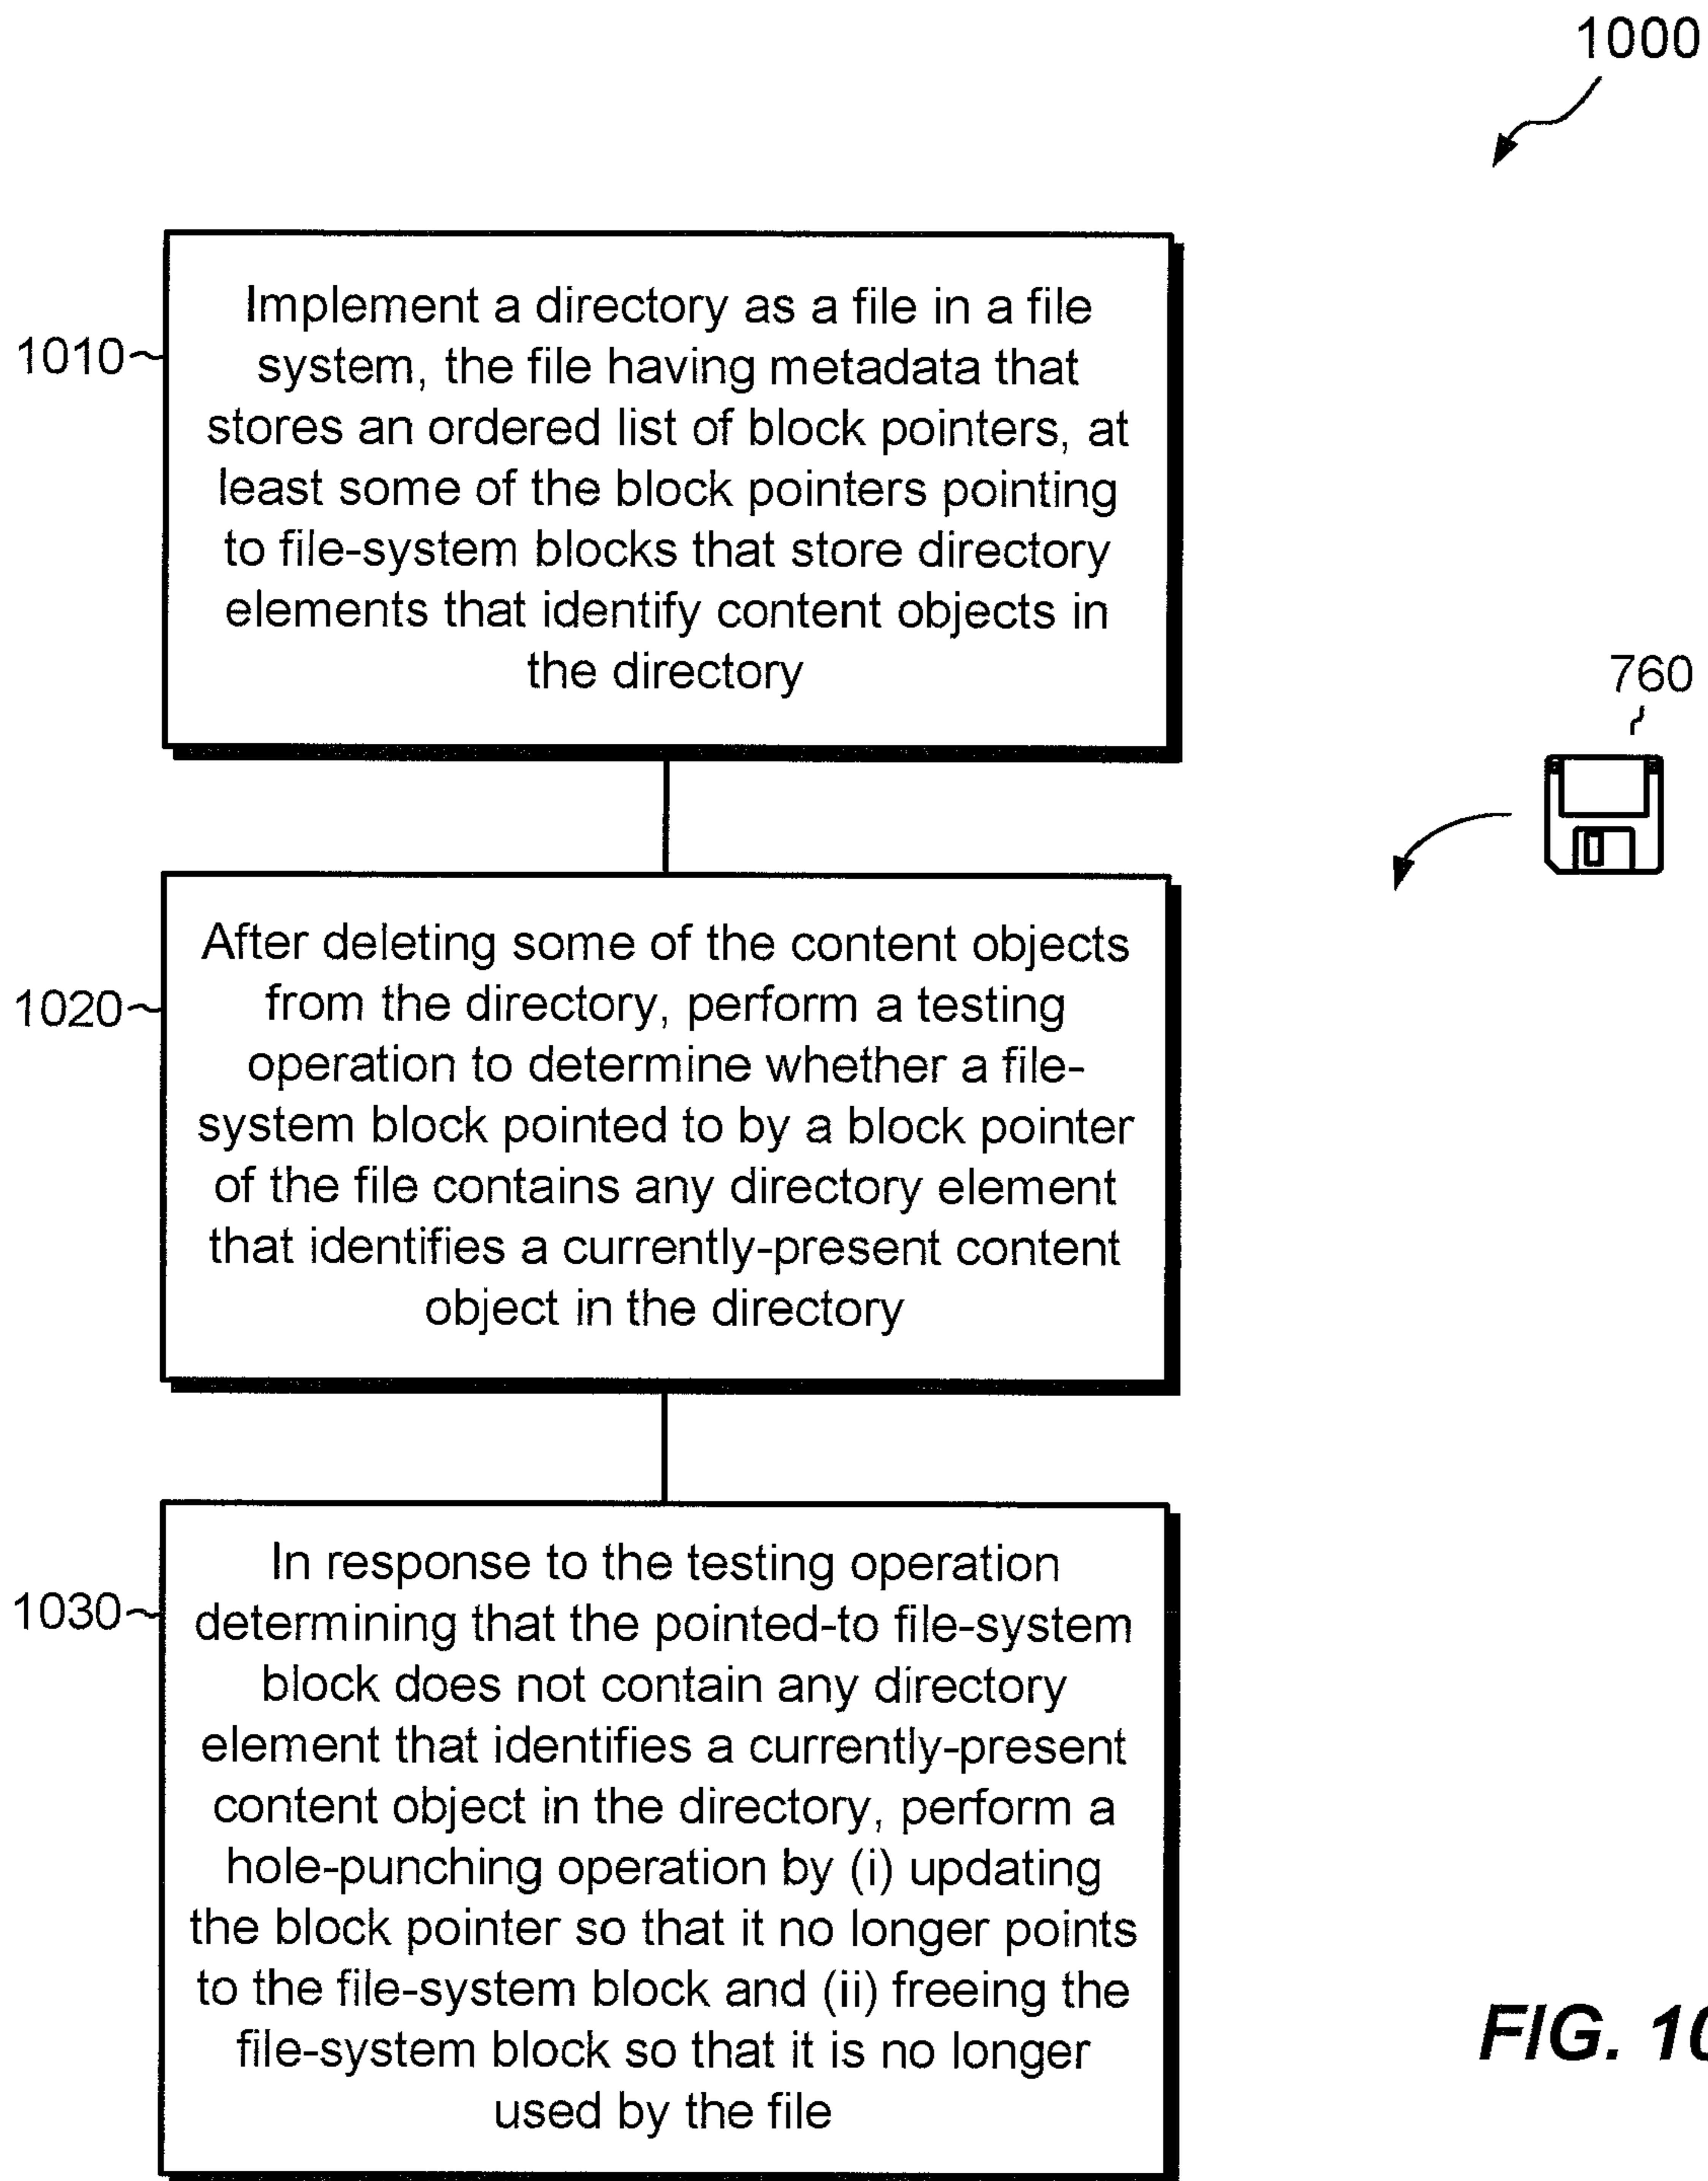 1000
1010
Implement a directory as a file in a file
system, the file having metadata that
stores an ordered list of block pointers, at
least some of the block pointers pointing
to file-system blocks that store directory
elements that identify content objects in
the directory
760
1020
After deleting some of the content objects
from the directory, perform a testing
operation to determine whether a file-
system block pointed to by a block pointer
of the file contains any directory element
that identifies a currently-present content
object in the directory
1030
In response to the testing operation
determining that the pointed-to file-system
block does not contain any directory
element that identifies a currently-present
content object in the directory, perform a
hole-punching operation by (i) updating
the block pointer so that it no longer points
to the file-system block and (ii) freeing the
file-system block so that it is no longer
used by the file
FIG. 10